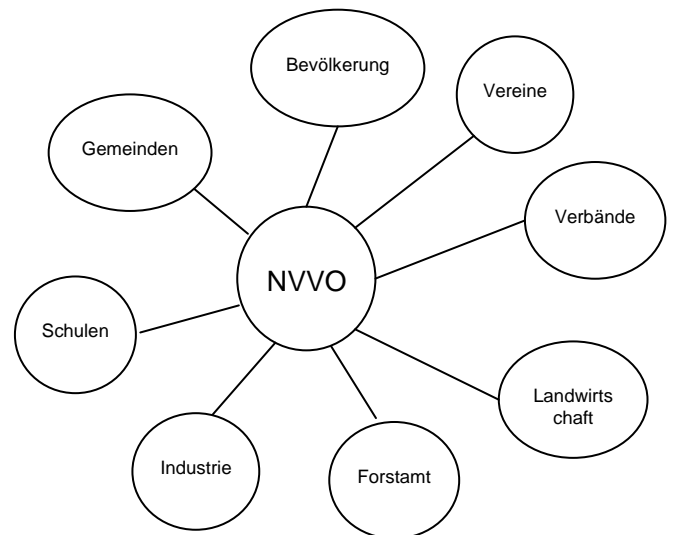 Bevölkerung
Vereine
Gemeinden
Verbände
NVVO
Schulen
Landwirts
chaft
Industrie
Forstamt